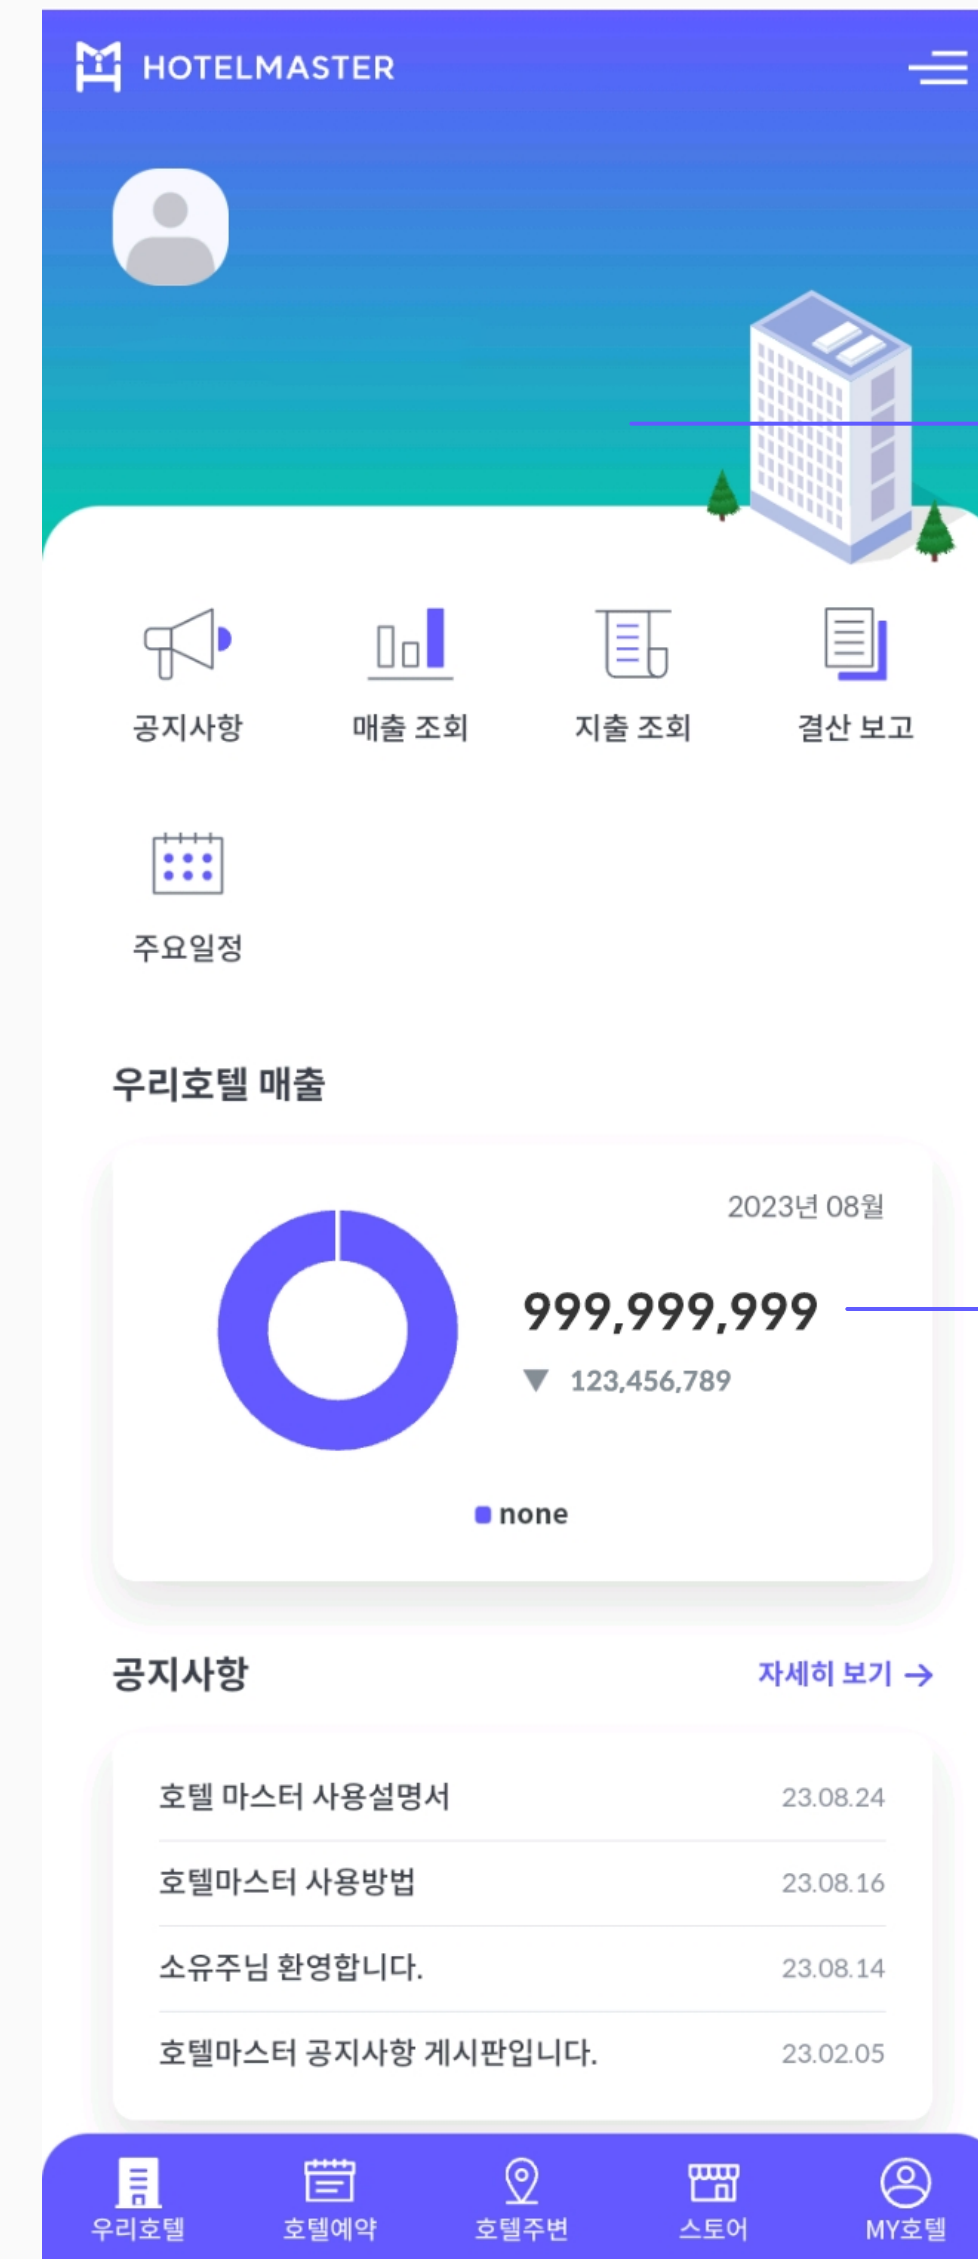 HOTELMASTER
공지사항
매출 조회
지출 조회
결산 보고
주요일정
우리호텔 매출
2023년 08월
999,999,999
▼ 123,456,789
none
공지사항
자세히 보기 →
호텔 마스터 사용설명서 23.08.24
호텔마스터 사용방법 23.08.16
소유주님 환영합니다. 23.08.14
호텔마스터 공지사항 게시판입니다. 23.02.05
우리호텔
호텔예약
호텔주변
스토어
MY호텔